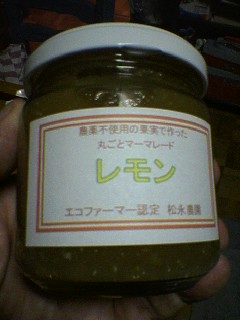 農薬不使用の果実で作った
丸ごとマーマレード
レモン
エコファーマー認定 松永農園